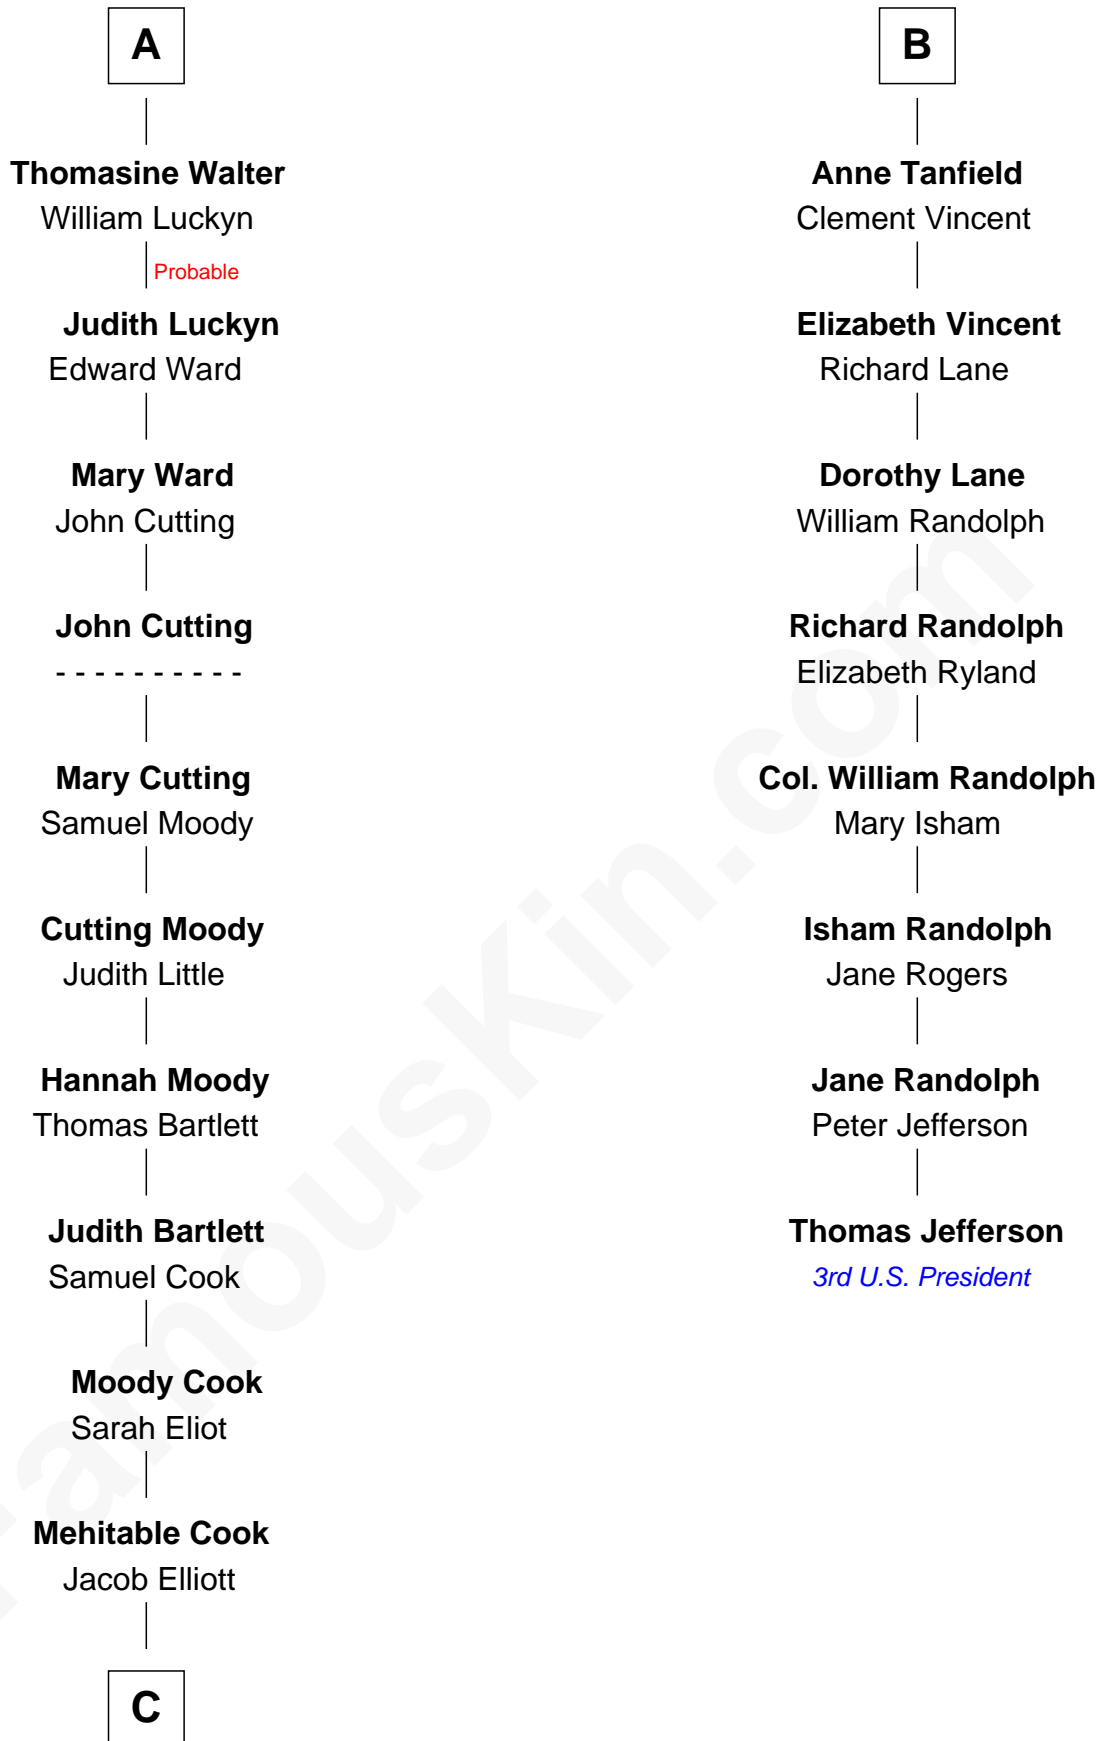 A
Thomasine Walter
William Luckyn
Probable
Judith Luckyn
Edward Ward
Mary Ward
John Cutting
John Cutting
- - - - - - - - - -
Mary Cutting
Samuel Moody
Cutting Moody
Judith Little
Hannah Moody
Thomas Bartlett
Judith Bartlett
Samuel Cook
Moody Cook
Sarah Eliot
Mehitable Cook
Jacob Elliott
C
B
Anne Tanfield
Clement Vincent
Elizabeth Vincent
Richard Lane
Dorothy Lane
William Randolph
Richard Randolph
Elizabeth Ryland
Col. William Randolph
Mary Isham
Isham Randolph
Jane Rogers
Jane Randolph
Peter Jefferson
Thomas Jefferson
3rd U.S. President
FamousKin.com